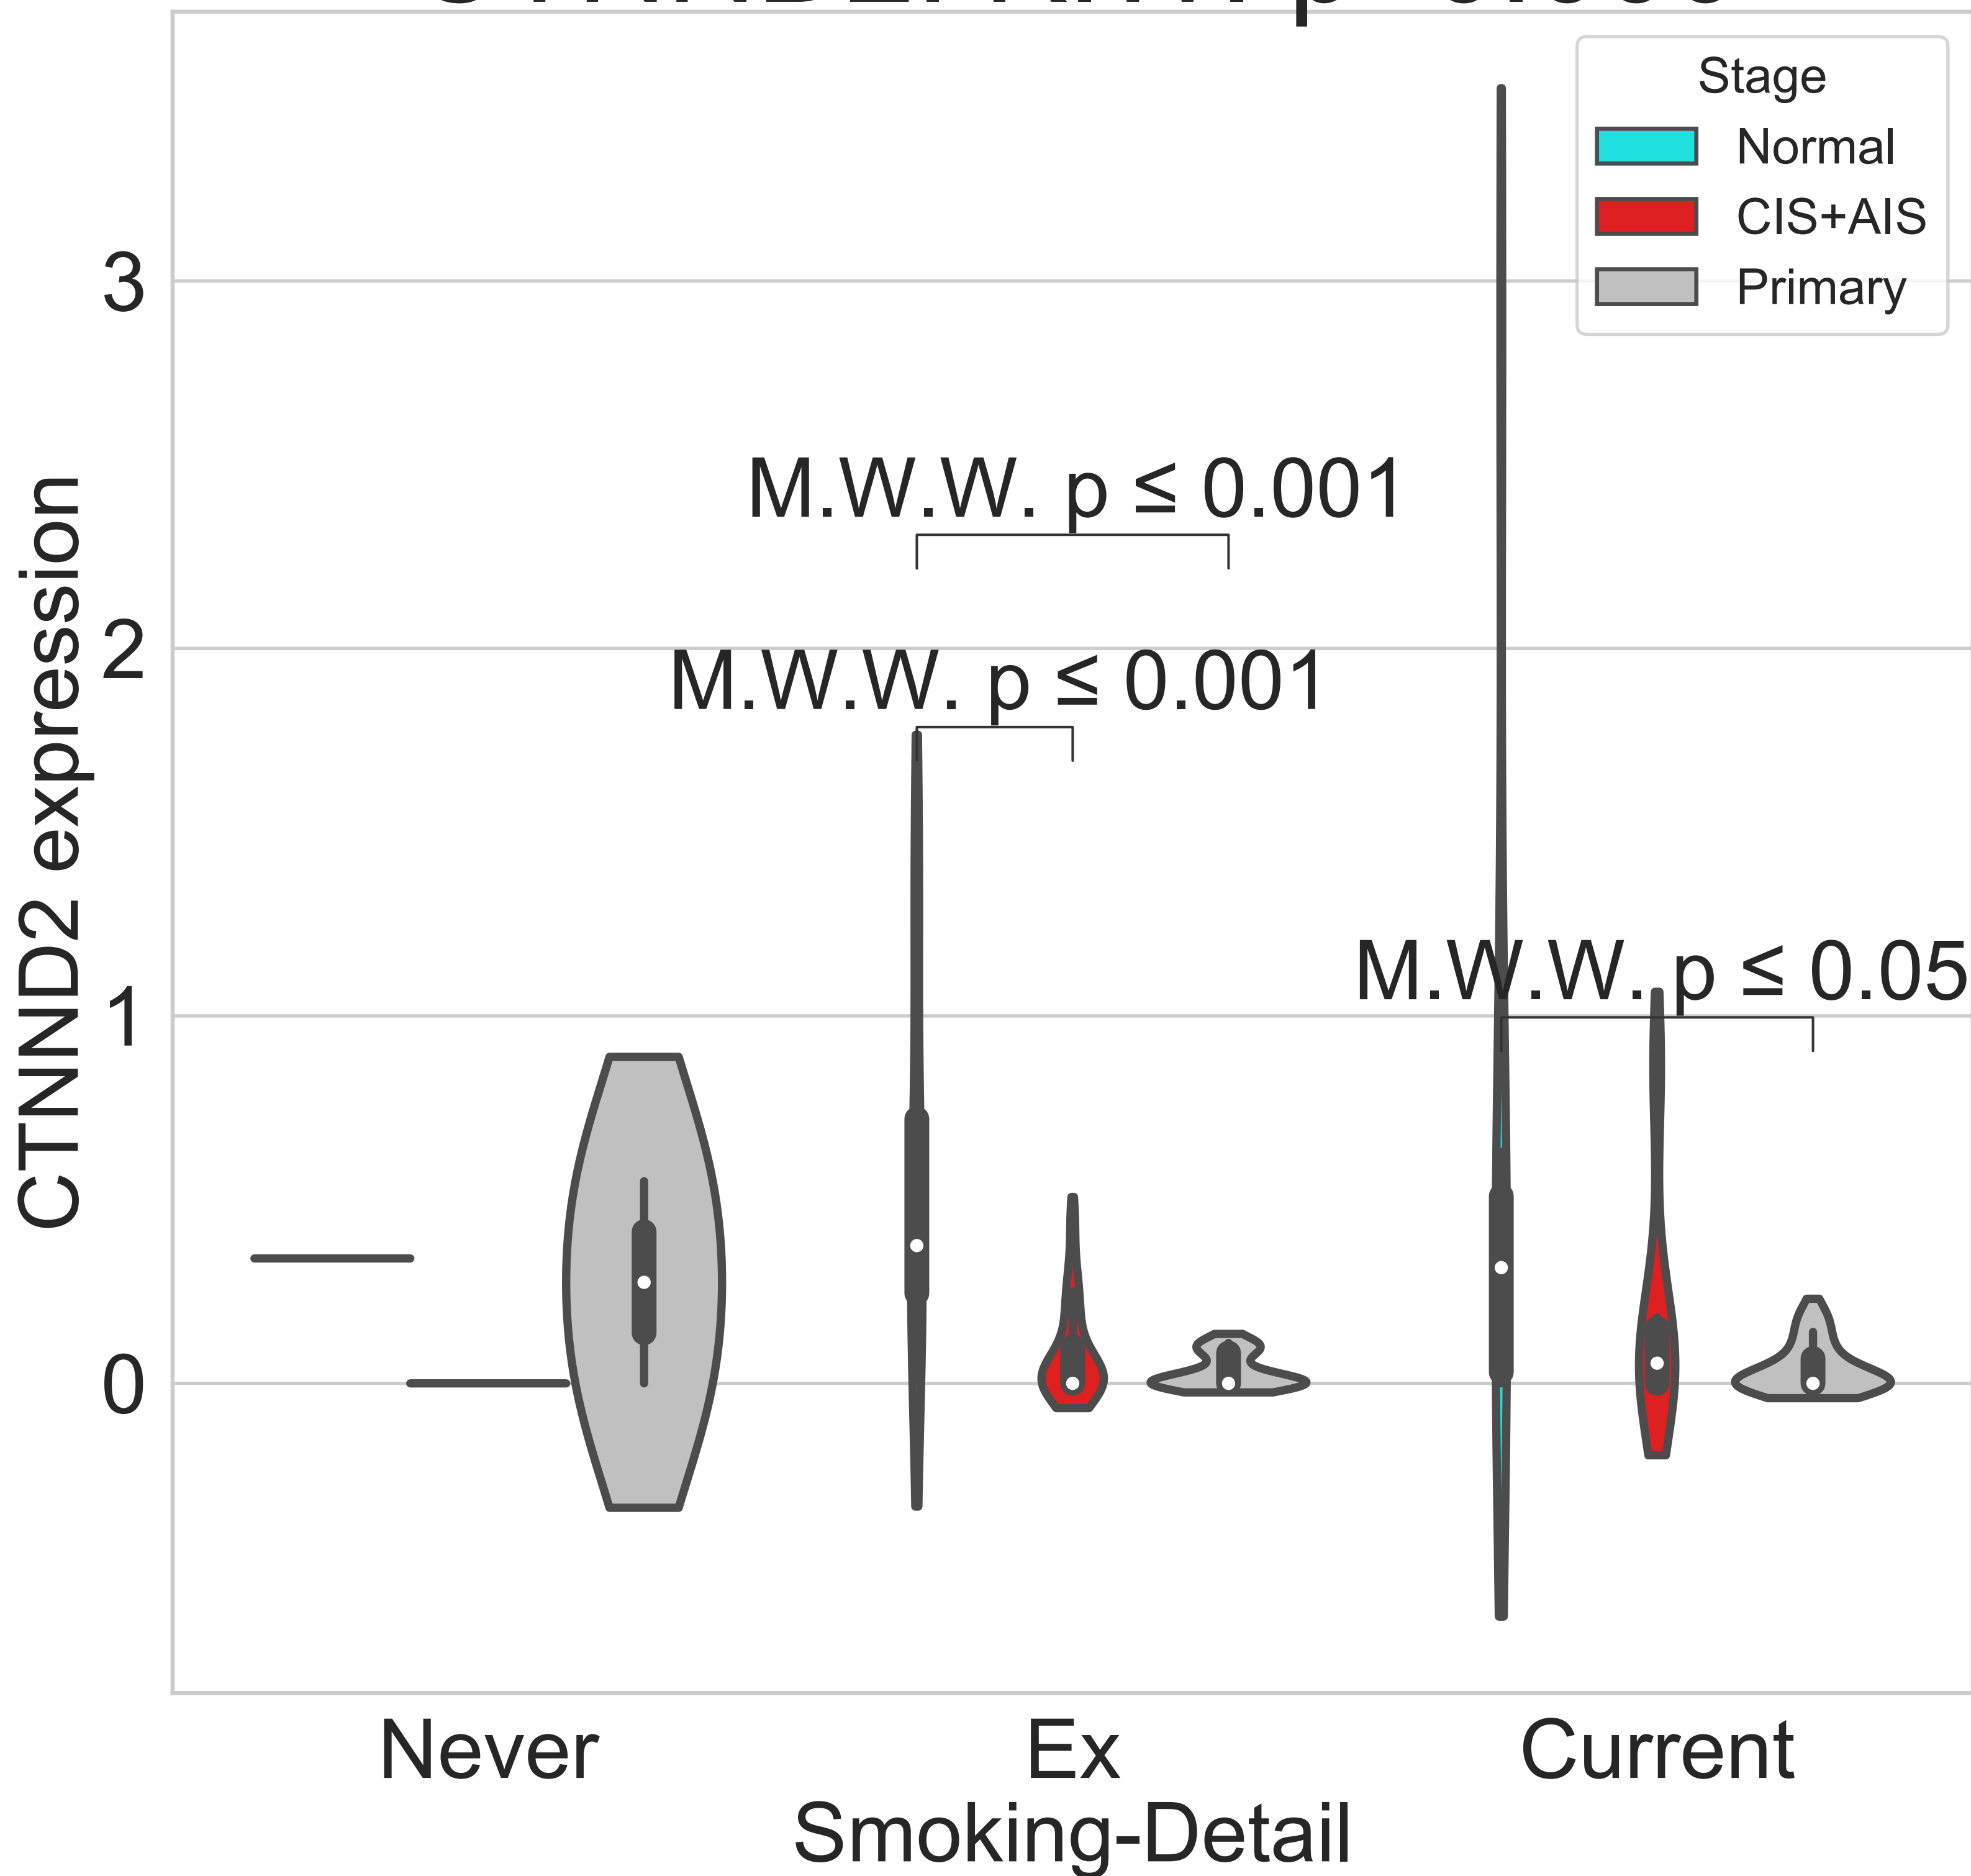 Stage
Normal
CIS+AIS
Primary
CTNND2 expression
3
2
1
0
M.W.W. p ≤ 0.001
M.W.W. p ≤ 0.001
M.W.W. p ≤ 0.05
Never
Ex
Current
Smoking-Detail